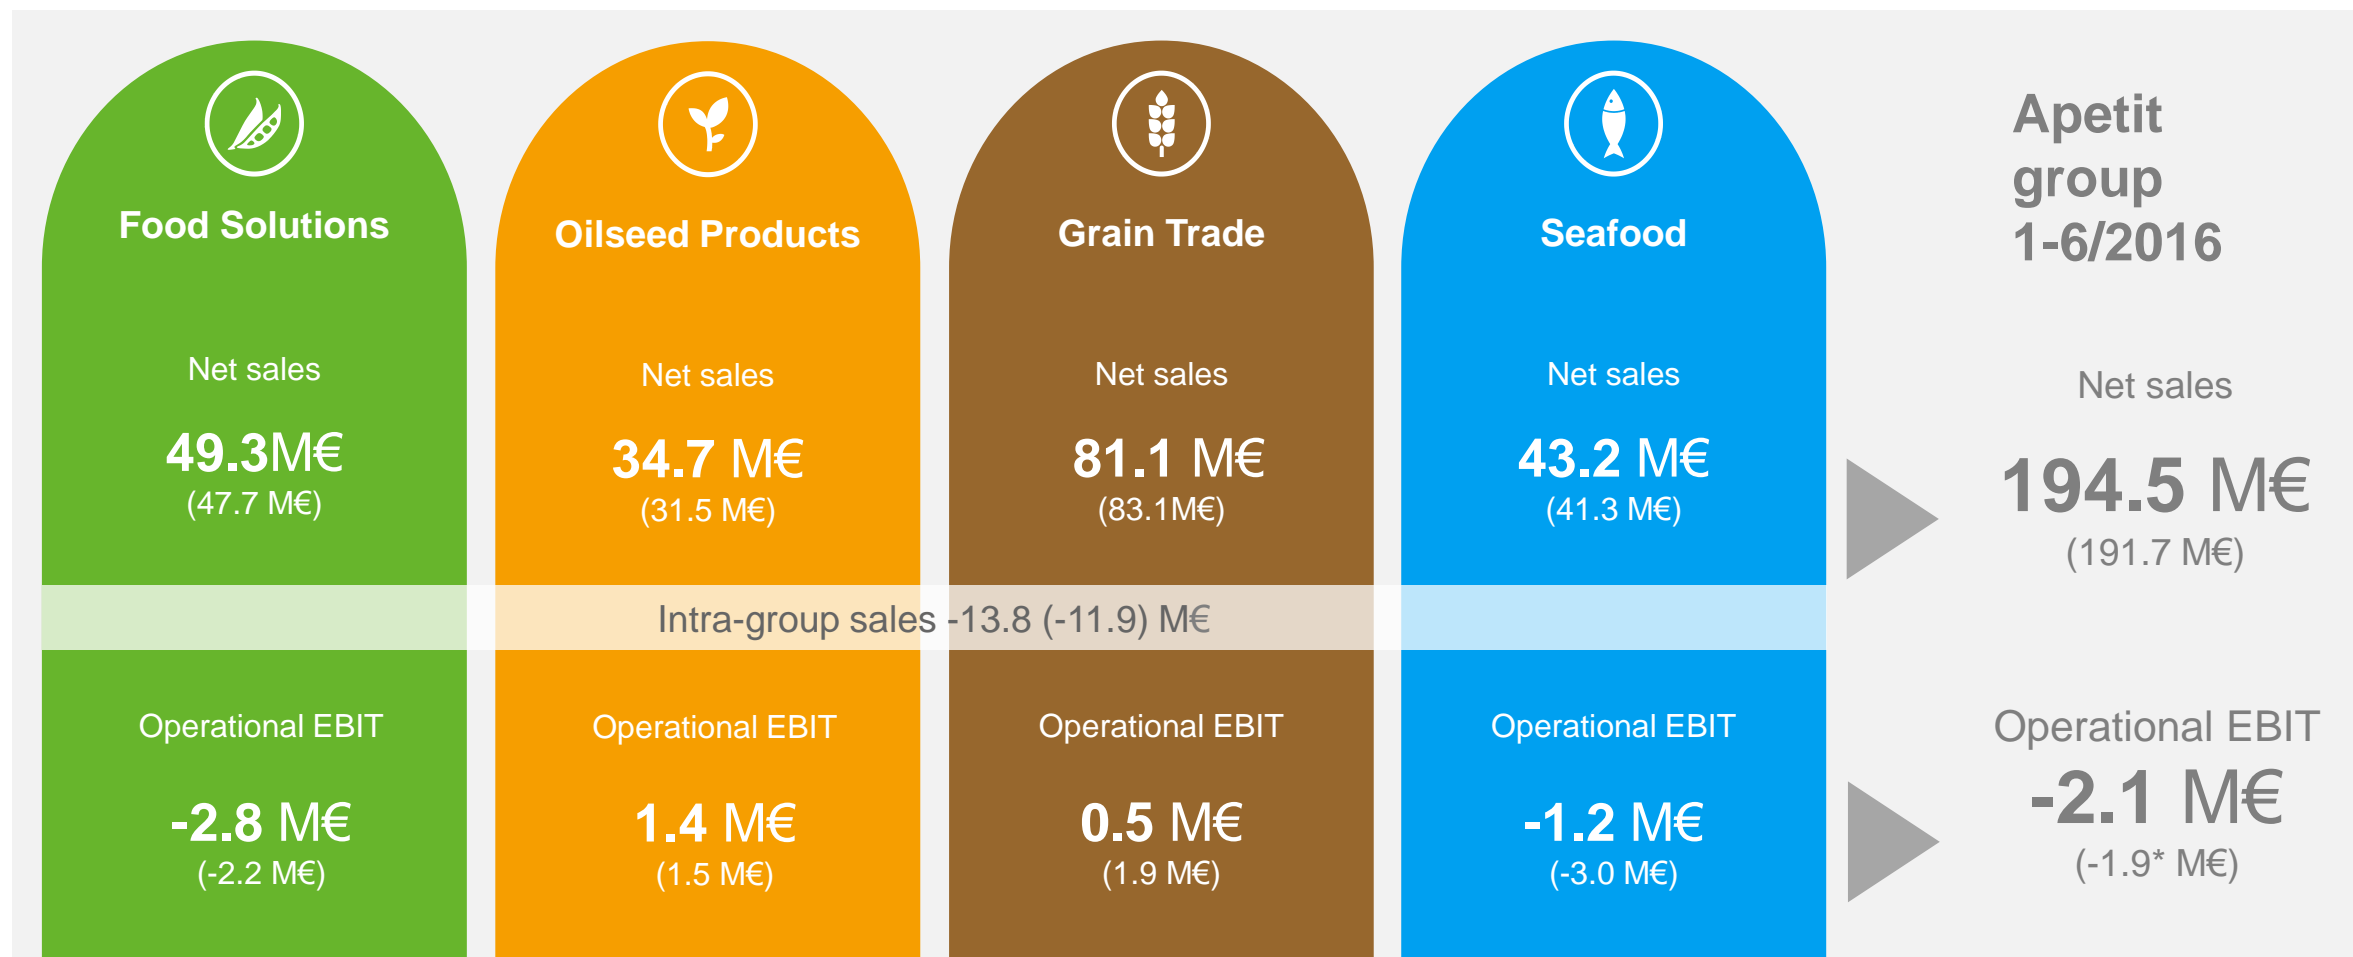 Food Solutions
Net sales
49.3M€
(47.7 M€)
Oilseed Products
Net sales
34.7 M€
(31.5 M€)
Grain Trade
Net sales
81.1 M€
(83.1M€)
Seafood
Net sales
43.2 M€
(41.3 M€)
Apetit
group
1-6/2016
Net sales
194.5 M€
(191.7 M€)
Intra-group sales -13.8 (-11.9) M€
Operational EBIT
-2.8 M€
(-2.2 M€)
Operational EBIT
1.4 M€
(1.5 M€)
Operational EBIT
0.5 M€
(1.9 M€)
Operational EBIT
-1.2 M€
(-3.0 M€)
Operational EBIT
-2.1 M€
(-1.9* M€)